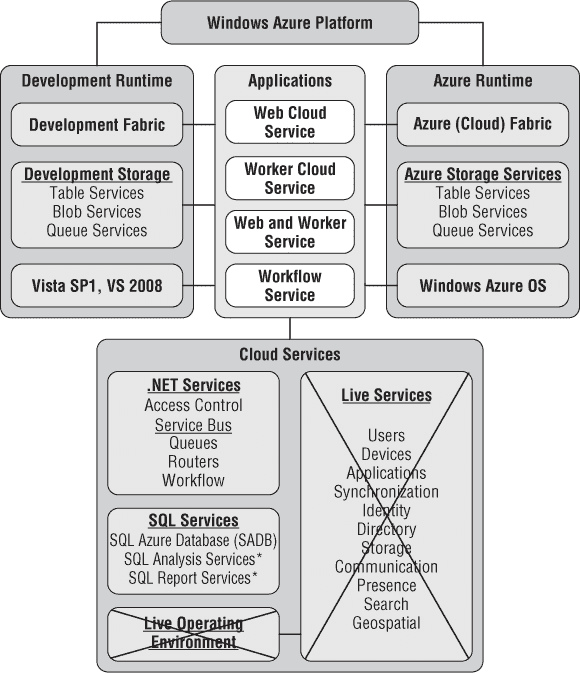 Windows Azure Platform
Development Runtime
Development Fabric
Development Storage
Table Services
Blob Services
Queue Services
Vista SP1, VS 2008
Applications
Web Cloud
Service
Worker Cloud
Service
Web and Worker
Service
Workflow
Service
Azure Runtime
Azure (Cloud) Fabric
Azure Storage Services
Table Services
Blob Services
Queue Services
Windows Azure OS
Cloud Services
.NET Services
Access Control
Service Bus
Queues
Routers
Workflow
SQL Services
SQL Azure Database (SADB)
SQL Analysis Services*
SQL Report Services*
Live Operating
Environment
Live Services
Users
Devices
Applications
Synchronization
Identity
Directory
Storage
Communication
Presence
Search
Geospatial